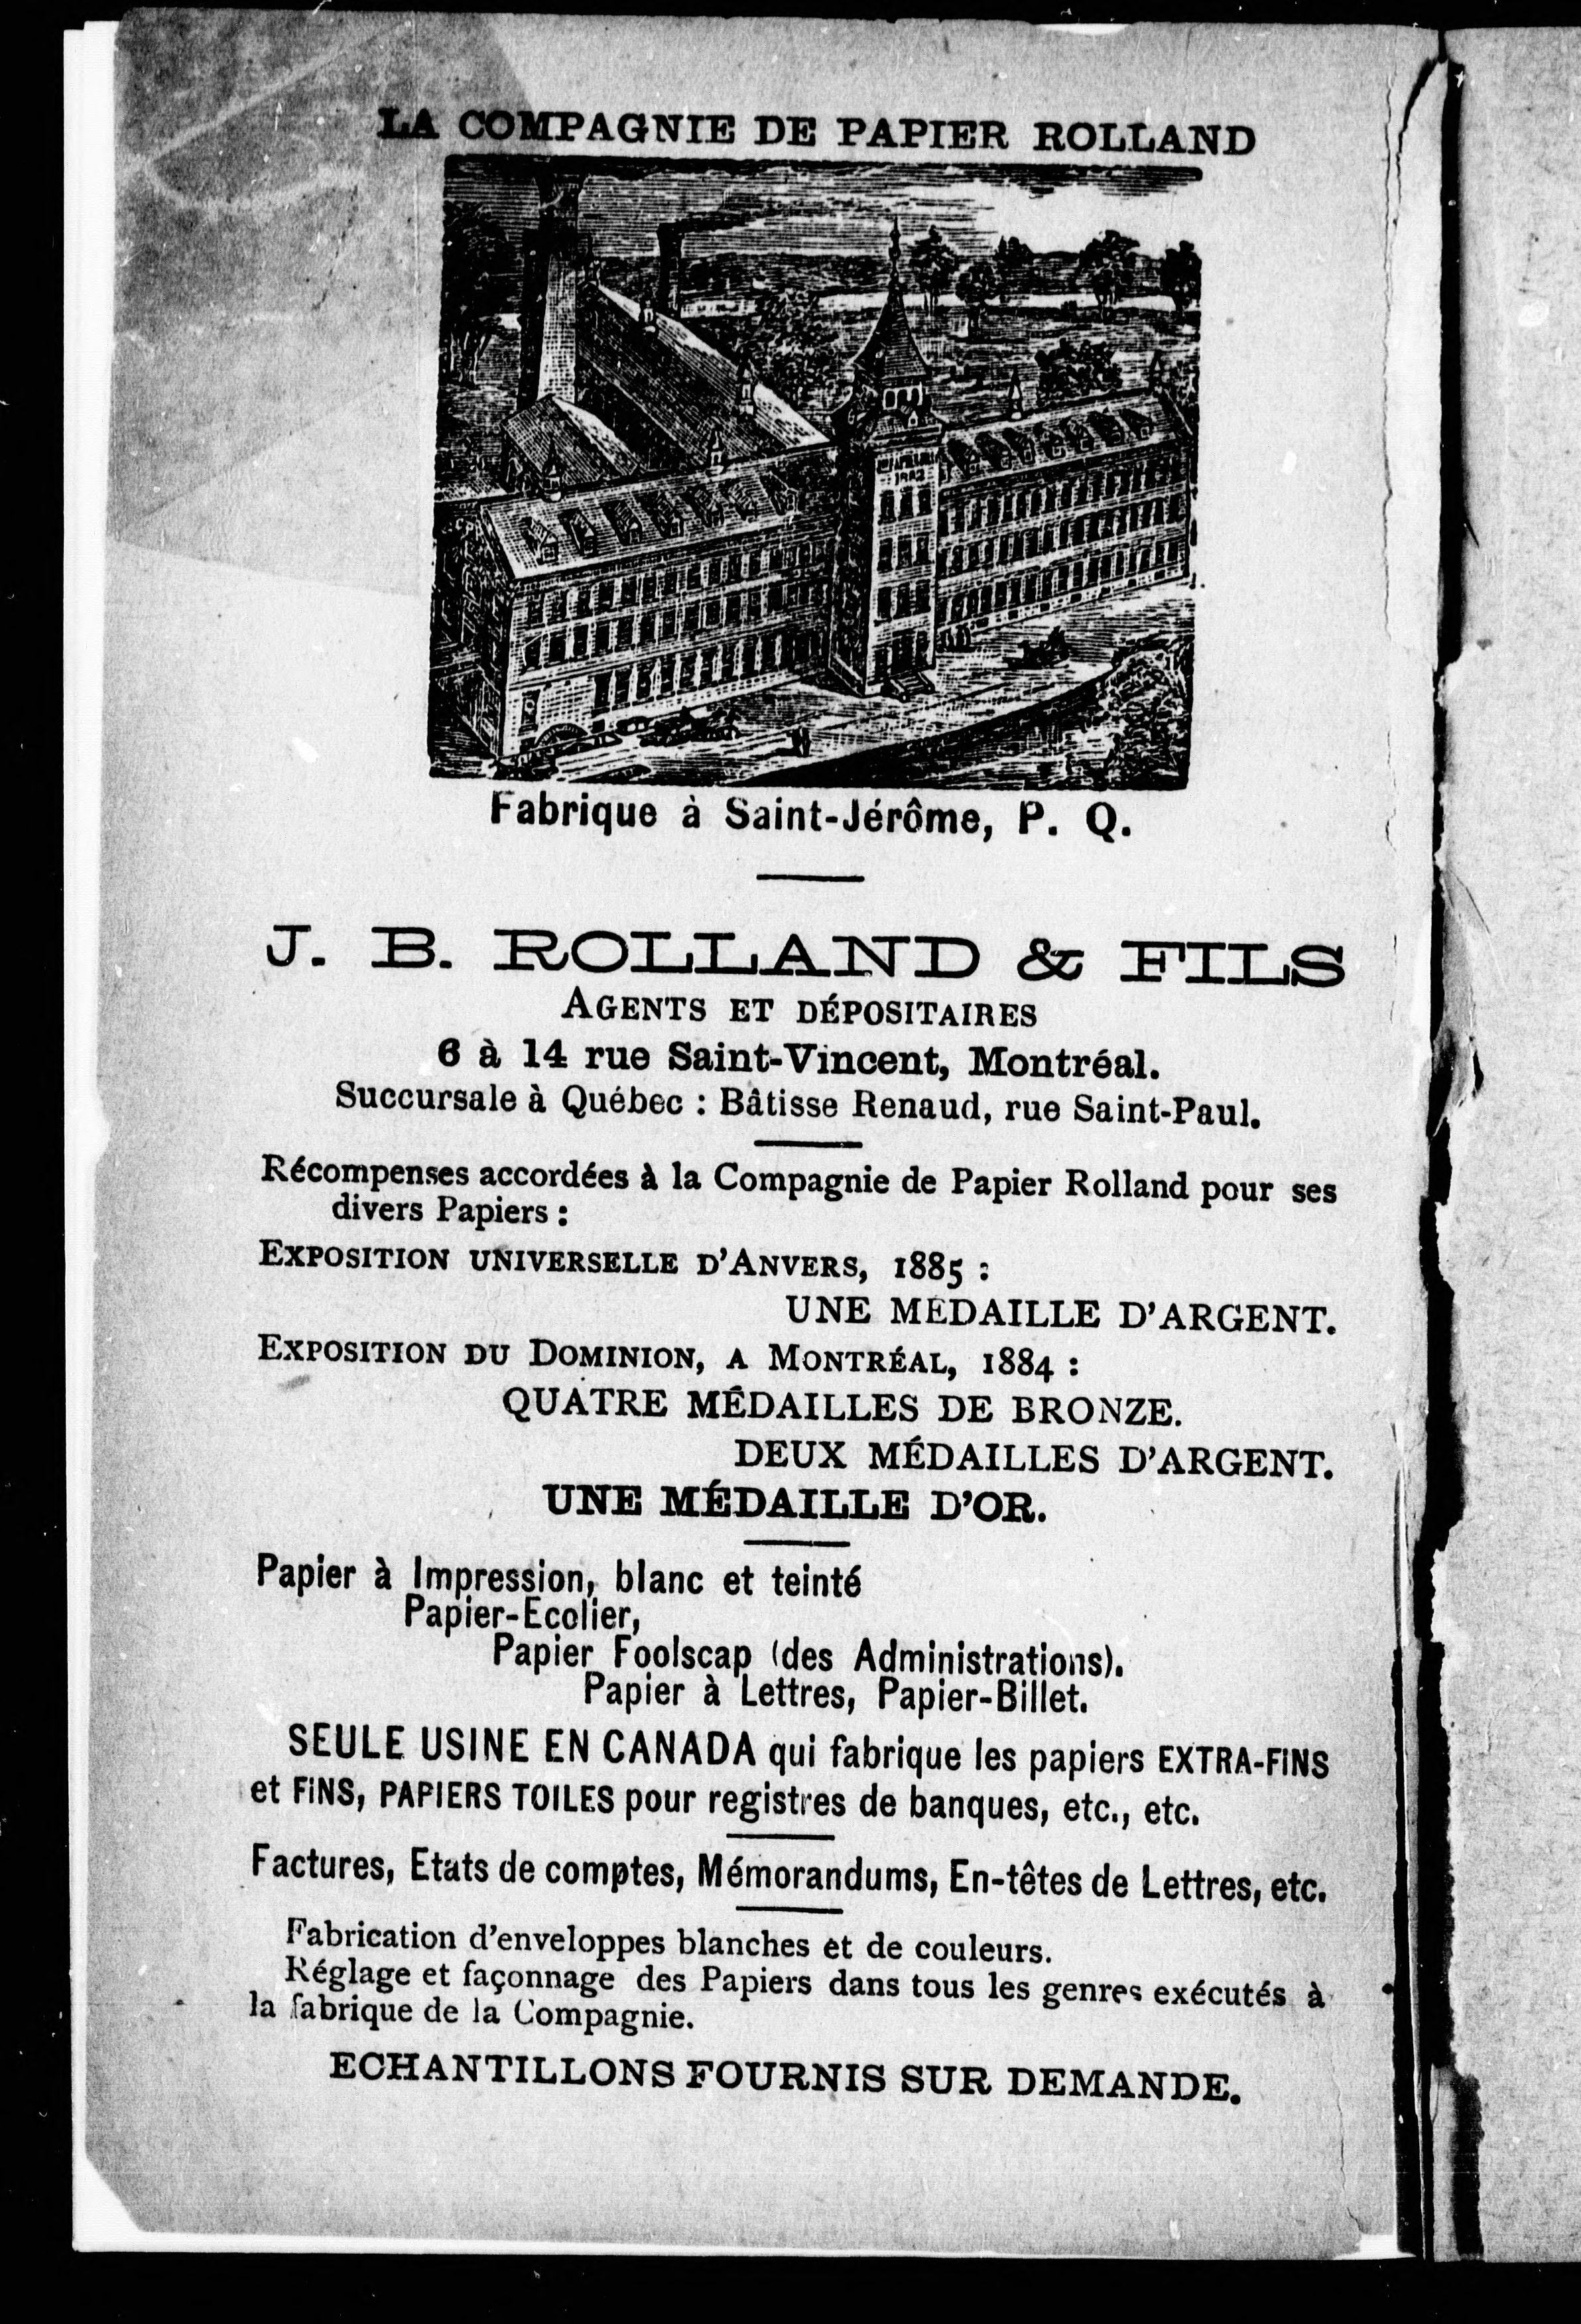 LA COMPAGNIE DE PAPIER ROLLAND
Fabrique à Saint-Jérôme, P. Q.
J. B. ROLLAND & FILS
AGENTS ET DÉPOSITAIRES
6 à 14 rue Saint-Vincent, Montréal.
Succursale à Québec : Bâtisse Renaud, rue Saint-Paul.
Récompenses accordées à la Compagnie de Papier Rolland pour ses
divers Papiers :
EXPOSITION UNIVERSELLE D'ANVERS, 1885 :
UNE MÉDAILLE D'ARGENT.
EXPOSITION DU DOMINION, A MONTRÉAL, 1884 :
QUATRE MÉDAILLES DE BRONZE.
DEUX MÉDAILLES D'ARGENT.
UNE MÉDAILLE D'OR.
Papier à Impression, blanc et teinté
Papier-Ecolier,
Papier Foolscap (des Administrations).
Papier à Lettres, Papier-Billet.
SEULE USINE EN CANADA qui fabrique les papiers EXTRA-FINS
et FINS, PAPIERS TOILES pour registres de banques, etc., etc.
Factures, Etats de comptes, Mémorandums, En-têtes de Lettres, etc.
Fabrication d'enveloppes blanches et de couleurs.
Réglage et façonnage des Papiers dans tous les genres exécutés à
la fabrique de la Compagnie.
ECHANTILLONS FOURNIS SUR DEMANDE.